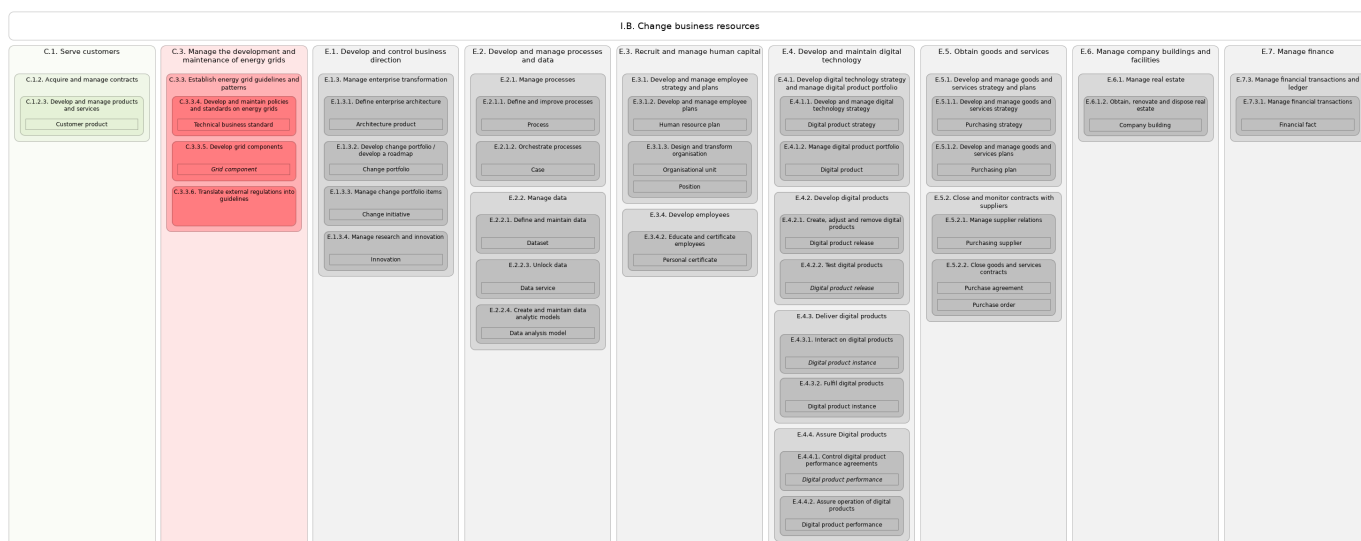 I.B. Change business resources
C.1. Serve customers
C.1.2. Acquire and manage contracts
C.1.2.3. Develop and manage products
and services
Customer product
C.3. Manage the development and
maintenance of energy grids
C.3.3. Establish energy grid guidelines and
patterns
C.3.3.4. Develop and maintain policies
and standards on energy grids
Technical business standard
C.3.3.5. Develop grid components
Grid component
C.3.3.6. Translate external regulations into
guidelines
E.1. Develop and control business
direction
E.1.3. Manage enterprise transformation
E.1.3.1. Define enterprise architecture
Architecture product
E.1.3.2. Develop change portfolio /
develop a roadmap
Change portfolio
E.1.3.3. Manage change portfolio items
Change initiative
E.1.3.4. Manage research and innovation
Innovation
E.2. Develop and manage processes
and data
E.2.1. Manage processes
E.2.1.1. Define and improve processes
Process
E.2.1.2. Orchestrate processes
Case
E.2.2. Manage data
E.2.2.1. Define and maintain data
Dataset
E.2.2.3. Unlock data
Data service
E.2.2.4. Create and maintain data
analytic models
Data analysis model
E.3. Recruit and manage human capital
E.3.1. Develop and manage employee
strategy and plans
E.3.1.2. Develop and manage employee
plans
Human resource plan
E.3.1.3. Design and transform
organisation
Organisational unit
Position
E.3.4. Develop employees
E.3.4.2. Educate and certificate
employees
Personal certificate
E.4. Develop and maintain digital
technology
E.4.1. Develop digital technology strategy
and manage digital product portfolio
E.4.1.1. Develop and manage digital
technology strategy
Digital product strategy
E.4.1.2. Manage digital product portfolio
Digital product
E.4.2. Develop digital products
E.4.2.1. Create, adjust and remove digital
products
Digital product release
E.4.2.2. Test digital products
Digital product release
E.4.3. Deliver digital products
E.4.3.1. Interact on digital products
Digital product instance
E.4.3.2. Fulfil digital products
Digital product instance
E.4.4. Assure Digital products
E.4.4.1. Control digital product
performance agreements
Digital product performance
E.4.4.2. Assure operation of digital
products
Digital product performance
E.5. Obtain goods and services
E.5.1. Develop and manage goods and
services strategy and plans
E.5.1.1. Develop and manage goods and
services strategy
Purchasing strategy
E.5.1.2. Develop and manage goods and
services plans
Purchasing plan
E.5.2. Close and monitor contracts with
suppliers
E.5.2.1. Manage supplier relations
Purchasing supplier
E.5.2.2. Close goods and services
contracts
Purchase agreement
Purchase order
E.6. Manage company buildings and
facilities
E.6.1. Manage real estate
E.6.1.2. Obtain, renovate and dispose real
estate
Company building
E.7. Manage finance
E.7.3. Manage financial transactions and
ledger
E.7.3.1. Manage financial transactions
Financial fact